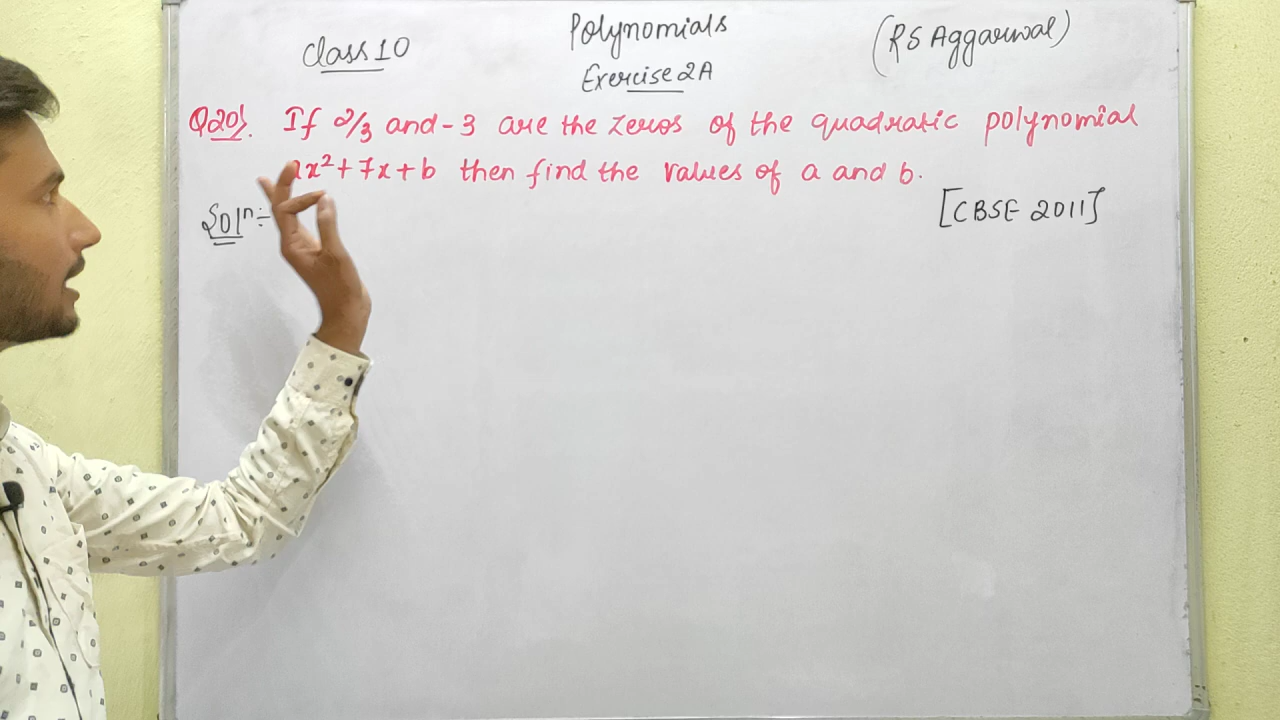 Class 10
Polynomials
(RS Aggarwal)
Exercise 2A
Q20}. If 2/3 and -3 are the zeros of the quadratic polynomial
x² + 7x + b then find the values of a and b.
Solⁿ:-
[CBSE 2011]